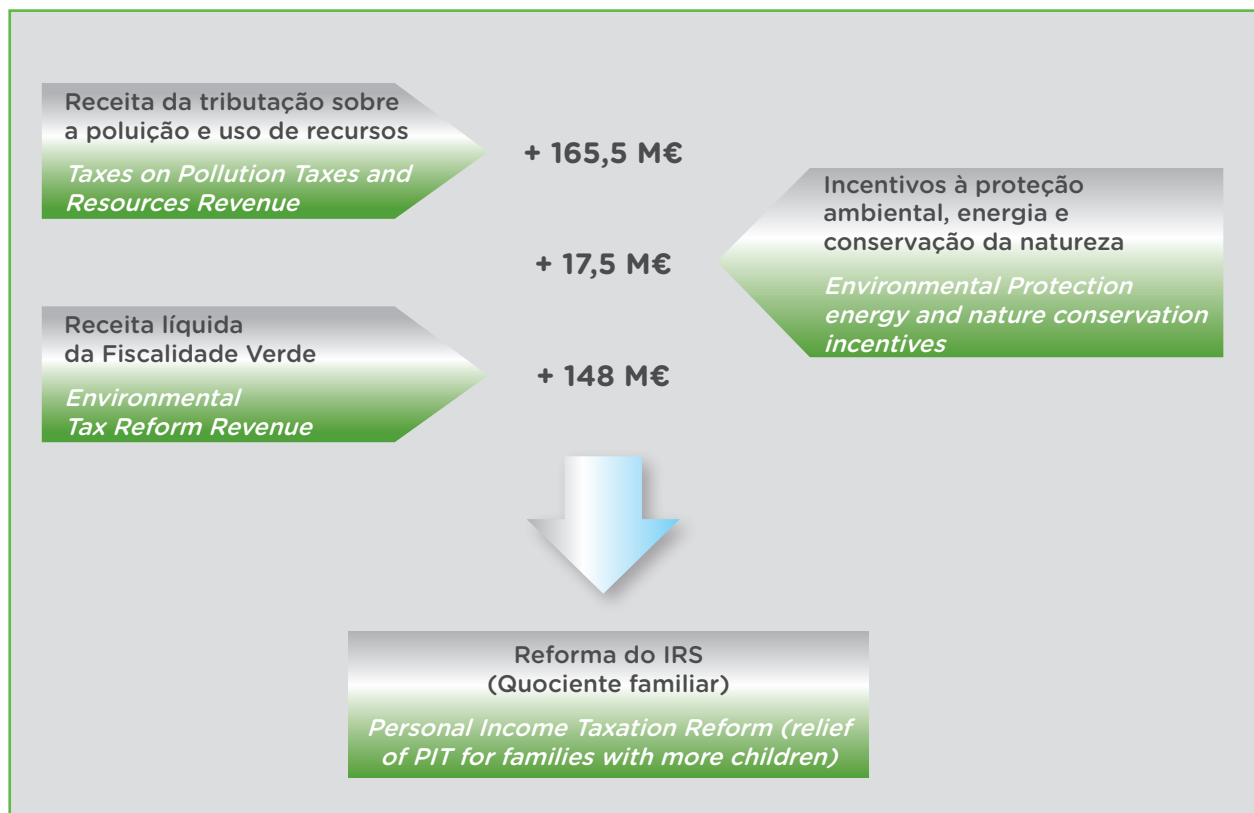 Receita da tributação sobre
a poluição e uso de recursos
Taxes on Pollution Taxes and
Resources Revenue
+ 165,5 M€
Incentivos à proteção
ambiental, energia e
conservação da natureza
Environmental Protection
energy and nature conservation
incentives
+ 17,5 M€
Receita líquida
da Fiscalidade Verde
Environmental
Tax Reform Revenue
+ 148 M€
Reforma do IRS
(Quociente familiar)
Personal Income Taxation Reform (relief
of PIT for families with more children)